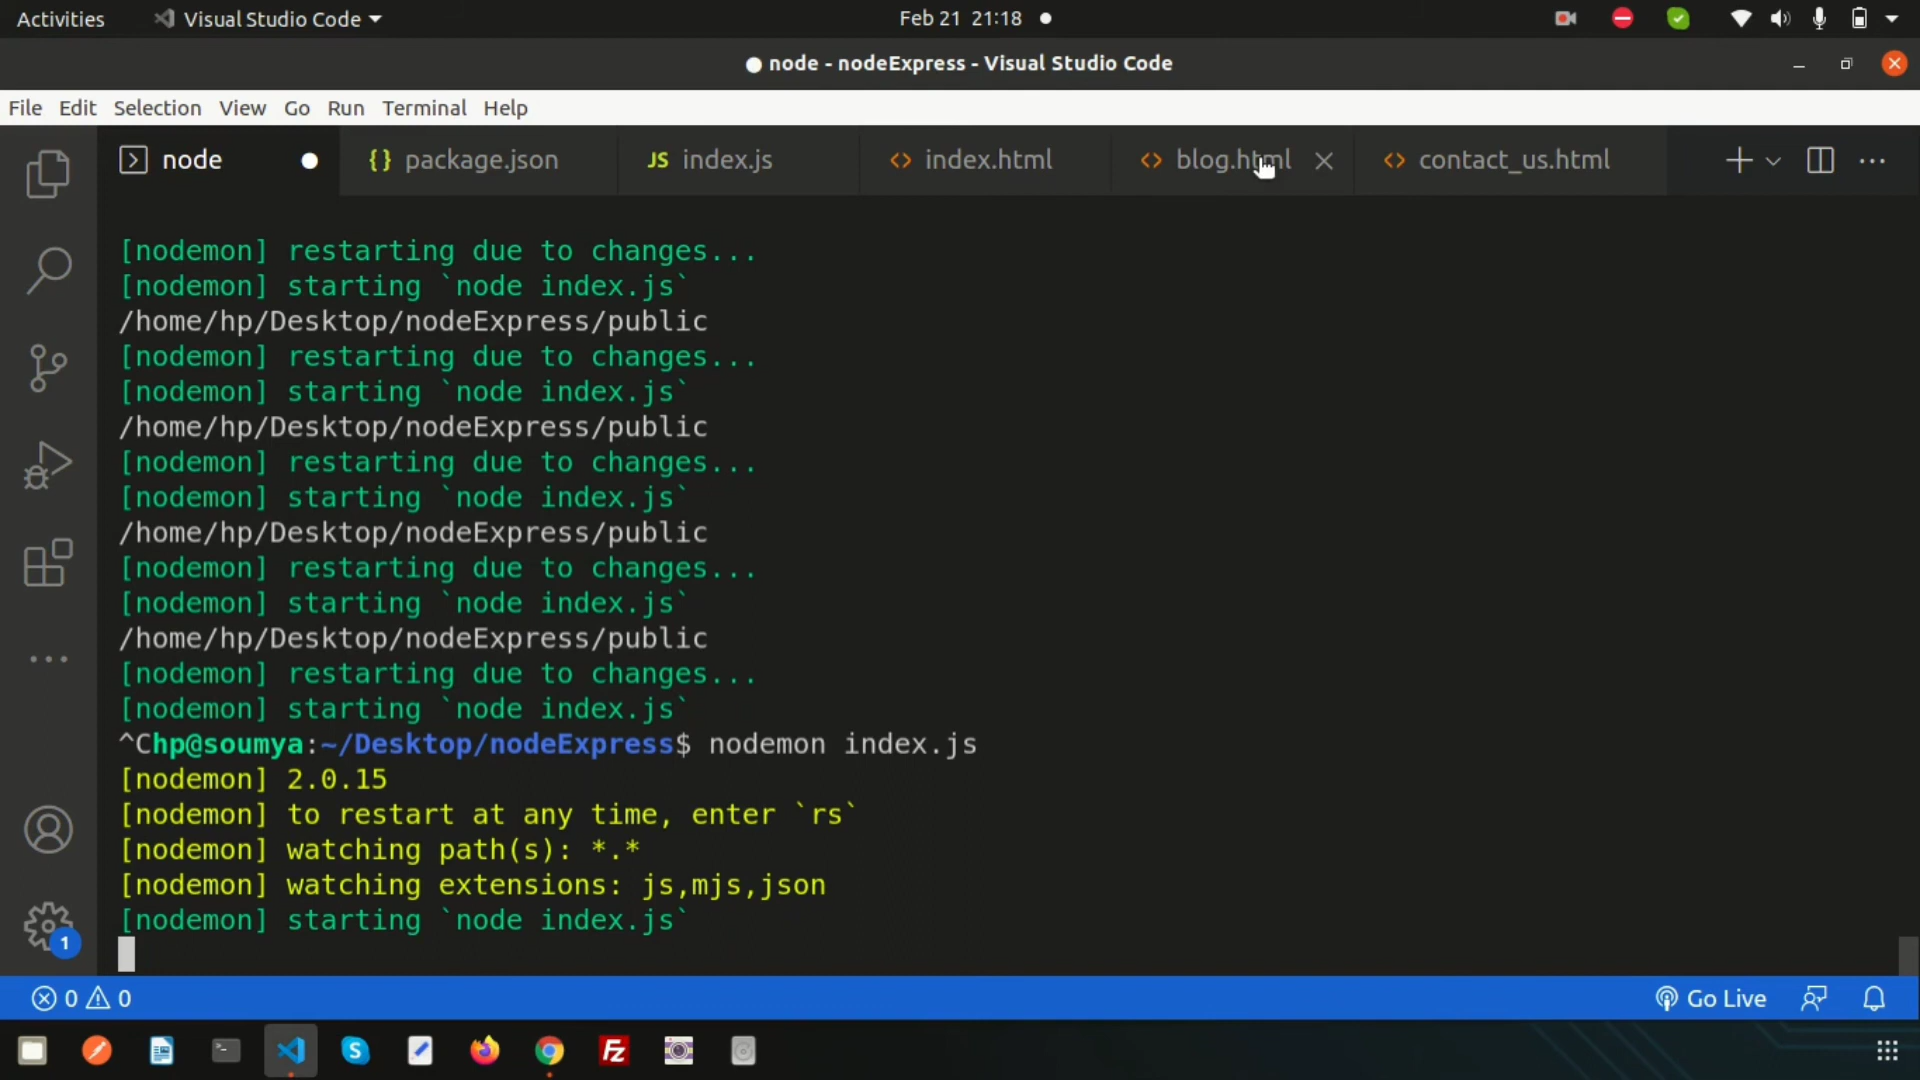 Activities Visual Studio Code Feb 21 21:18
node - nodeExpress - Visual Studio Code
File Edit Selection View Go Run Terminal Help
node {} package.json JS index.js <> index.html <> blog.html <> contact_us.html
[nodemon] restarting due to changes...
[nodemon] starting `node index.js`
/home/hp/Desktop/nodeExpress/public
[nodemon] restarting due to changes...
[nodemon] starting `node index.js`
/home/hp/Desktop/nodeExpress/public
[nodemon] restarting due to changes...
[nodemon] starting `node index.js`
/home/hp/Desktop/nodeExpress/public
[nodemon] restarting due to changes...
[nodemon] starting `node index.js`
/home/hp/Desktop/nodeExpress/public
[nodemon] restarting due to changes...
[nodemon] starting `node index.js`
^Chp@soumya:~/Desktop/nodeExpress$ nodemon index.js
[nodemon] 2.0.15
[nodemon] to restart at any time, enter `rs`
[nodemon] watching path(s): *.*
[nodemon] watching extensions: js,mjs,json
[nodemon] starting `node index.js`
1
0 0 Go Live